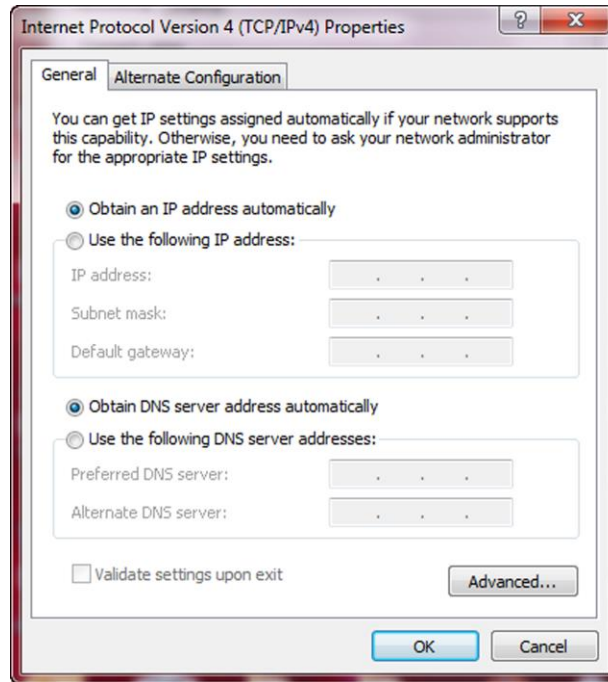 Internet Protocol Version 4 (TCP/IPv4) Properties
General
Alternate Configuration
You can get IP settings assigned automatically if your network supports
this capability. Otherwise, you need to ask your network administrator
for the appropriate IP settings.
Obtain an IP address automatically
Use the following IP address:
IP address:
Subnet mask:
Default gateway:
Obtain DNS server address automatically
Use the following DNS server addresses:
Preferred DNS server:
Alternate DNS server:
Validate settings upon exit
Advanced...
OK
Cancel